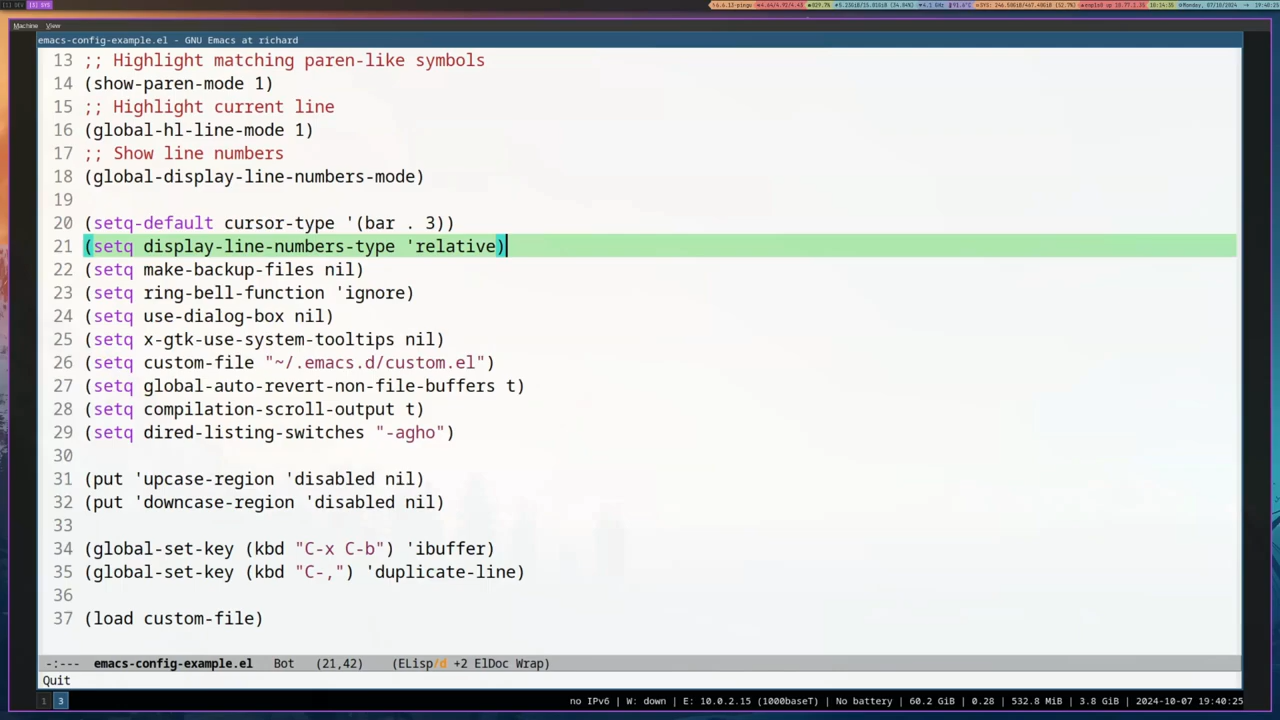 Machine View
emacs-config-example.el - GNU Emacs at richard
13 ;; Highlight matching paren-like symbols
14 (show-paren-mode 1)
15 ;; Highlight current line
16 (global-hl-line-mode 1)
17 ;; Show line numbers
18 (global-display-line-numbers-mode)
19
20 (setq-default cursor-type '(bar . 3))
21 (setq display-line-numbers-type 'relative)
22 (setq make-backup-files nil)
23 (setq ring-bell-function 'ignore)
24 (setq use-dialog-box nil)
25 (setq x-gtk-use-system-tooltips nil)
26 (setq custom-file "~/.emacs.d/custom.el")
27 (setq global-auto-revert-non-file-buffers t)
28 (setq compilation-scroll-output t)
29 (setq dired-listing-switches "-agho")
30
31 (put 'upcase-region 'disabled nil)
32 (put 'downcase-region 'disabled nil)
33
34 (global-set-key (kbd "C-x C-b") 'ibuffer)
35 (global-set-key (kbd "C-,") 'duplicate-line)
36
37 (load custom-file)
-:--- emacs-config-example.el Bot (21,42) (ELisp/d +2 ElDoc Wrap)
Quit
1 3 no IPv6 | W: down | E: 10.0.2.15 (1000baseT) | No battery | 60.2 GiB | 0.28 | 532.8 MiB | 3.8 GiB | 2024-10-07 19:40:25